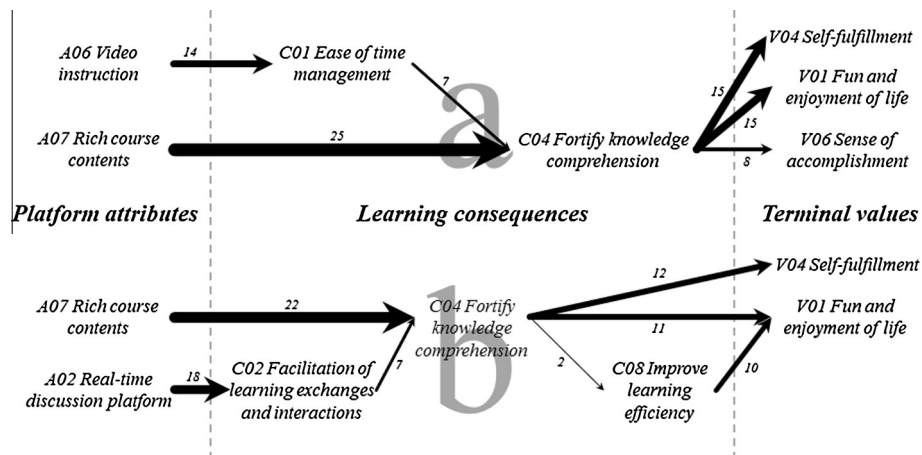 A06 Video
instruction
14
C01 Ease of time
management
7
A07 Rich course
contents
25
a
C04 Fortify knowledge
comprehension
15
15
8
V04 Self-fulfillment
V01 Fun and
enjoyment of life
V06 Sense of
accomplishment
Platform attributes
Learning consequences
Terminal values
A07 Rich course
contents
22
b
C04 Fortify
knowledge
comprehension
12
11
2
V04 Self-fulfillment
V01 Fun and
enjoyment of life
A02 Real-time
discussion platform
18
C02 Facilitation of
learning exchanges
and interactions
7
C08 Improve
learning
efficiency
10